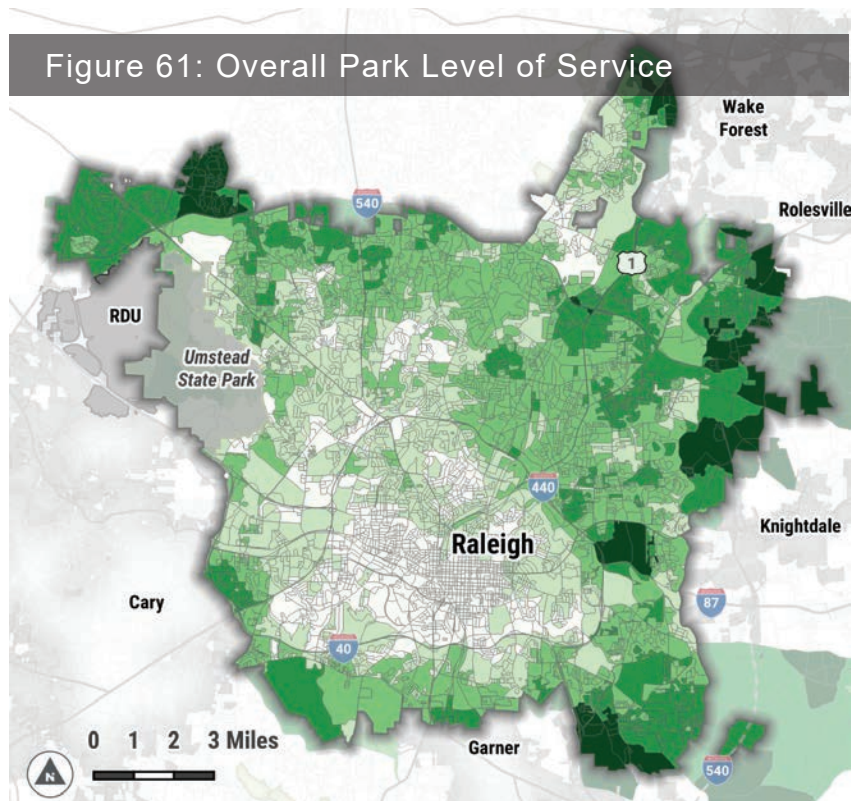 Figure 61: Overall Park Level of Service
Wake
Forest
540
Rolesville
1
RDU
Umstead
State Park
440
Raleigh
Knightdale
Cary
87
40
0 1 2 3 Miles
Garner
N
540